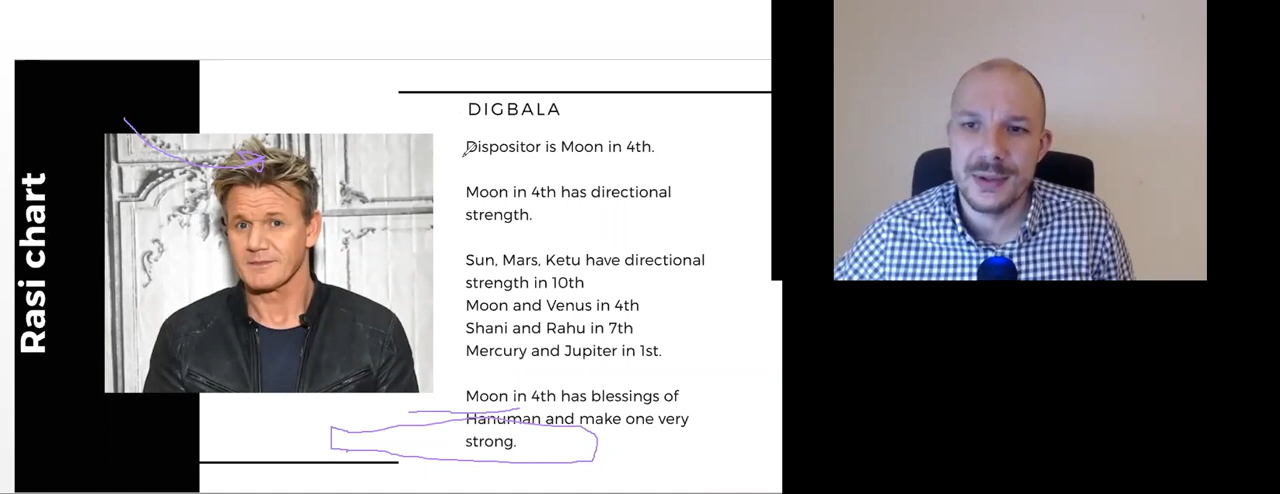 Rasi chart
DIGBALA
Dispositor is Moon in 4th.
Moon in 4th has directional
strength.
Sun, Mars, Ketu have directional
strength in 10th
Moon and Venus in 4th
Shani and Rahu in 7th
Mercury and Jupiter in 1st.
Moon in 4th has blessings of
Hanuman and make one very
strong.